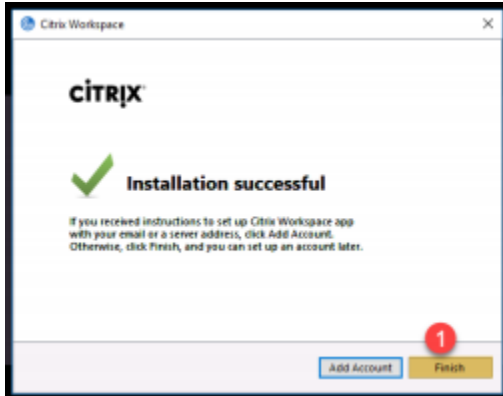 Citrix Workspace
CİTRIX
Installation successful
If you received instructions to set up Citrix Workspace app
with your email or a server address, click Add Account.
Otherwise, click Finish, and you can set up an account later.
1
Add Account
Finish